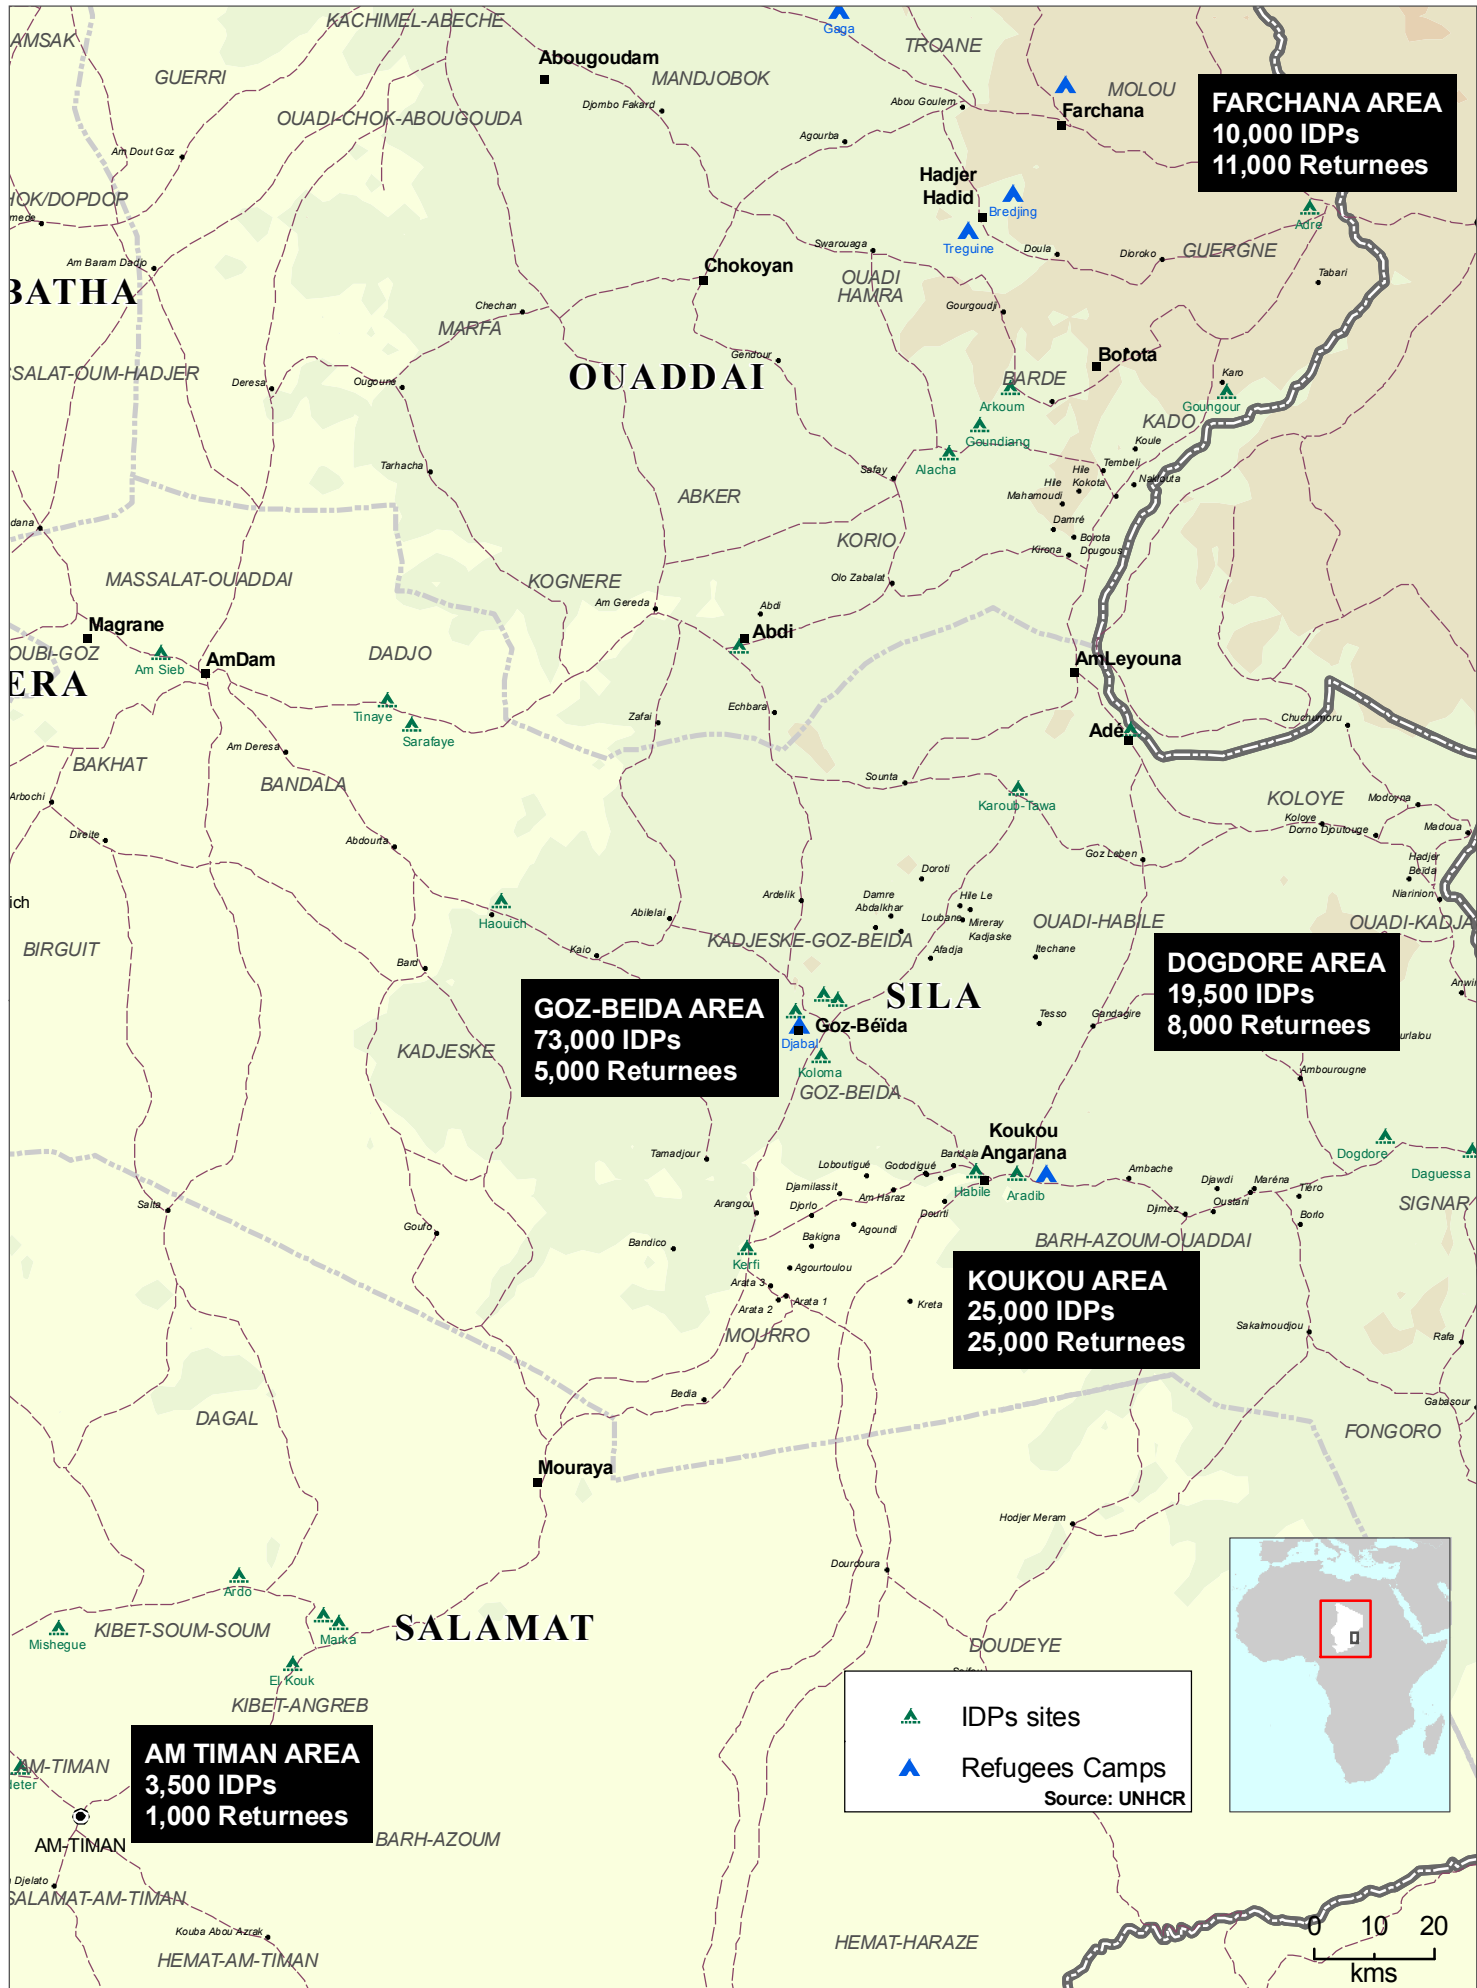 KACHIMEL-ABECHE
AMSAK
GUERRI
Abougoudam
MANDJOBOK
Gaga
TROANE
MOLOU
Farchana
Djombo Fakard
Abou Goulem
OUADI-CHOK-ABOUGOUDA
Agourba
Am Dout Goz
FARCHANA AREA
10,000 IDPs
11,000 Returnees
Hadjer
Hadid
Bredjing
Treguine
HOK/DOPDOP
mede
Adre
Swarouaga
Doula
Dioroko
GUERGNE
Tabari
Am Baram Dadjo
BATHA
Chokoyan
OUADI
HAMRA
Chechan
MARFA
Gourgoudji
Gendour
Borota
OUADDAI
SSALAT-OUM-HADJER
Deresa
Ougouné
BARDE
Arkoum
Karo
Goungour
KADO
Goundiang
Alacha
Koule
Tarhacha
Safay
Tembeli
Hile
Kokota
Naklouta
Hile
Mahamoudi
ABKER
dana
Damré
Borota
Dougous
Kirona
KORIO
MASSALAT-OUADDAI
KOGNERE
Olo Zabalat
Am Gereda
Abdi
Abdi
Magrane
OUBI-GOZ
Am Sieb
AmDam
DADJO
AmLeyouna
ERA
Tinaye
Sarafaye
Zafai
Echbara
Adé
Chuchumoru
Am Deresa
BAKHAT
BANDALA
Sounta
Karoub-Tawa
KOLOYE
Modoyna
Arbochi
Koloye
Dorno Djoutouge
Madoua
Direite
Abdourta
Goz Leben
Hadjer
Beïda
Niarinion
Doroti
ich
Haouich
Abilelai
Ardelik
Damre
Abdalkhar
Hile Le
Loubane
Mireray
Kadjaske
OUADI-HABILE
OUADI-KADJA
BIRGUIT
Kaio
KADJESKE-GOZ-BEIDA
Afadja
Itechane
Bard
DOGDORE AREA
19,500 IDPs
8,000 Returnees
Anwir
SILA
GOZ-BEIDA AREA
73,000 IDPs
5,000 Returnees
Goz-Béïda
Djabal
Koloma
Tesso
Gandagire
urlalou
KADJESKE
GOZ-BEIDA
Ambourougne
Koukou
Angarana
Dogdore
Daguessa
Tamadjour
Loboutigué
Gododigué
Bandala
Habile
Aradib
Ambache
Djamilassit
Am Haraz
Djawdi
Maréna
Tiero
Oustani
Salta
Arangou
Djorlo
Dourti
Djimez
Borlo
SIGNAR
Goufo
Bandico
Agoundi
Bakigna
BARH-AZOUM-OUADDAI
Kerfi
Agourtoulou
KOUKOU AREA
25,000 IDPs
25,000 Returnees
Arata 3
Arata 2
Arata 1
Kreta
MOURRO
Sakalmoudjou
Rafa
Bedia
Gabasour
DAGAL
FONGORO
Mouraya
Hodjer Meram
Dourdoura
Ardo
Mishegue
KIBET-SOUM-SOUM
Marka
SALAMAT
DOUDEYE
El Kouk
KIBET-ANGREB
IDPs sites
Refugees Camps
Source: UNHCR
AM TIMAN AREA
3,500 IDPs
1,000 Returnees
AM-TIMAN
deter
AM-TIMAN
BARH-AZOUM
Djelato
SALAMAT-AM-TIMAN
Kouba Abou Azrak
HEMAT-AM-TIMAN
HEMAT-HARAZE
0 10 20
kms